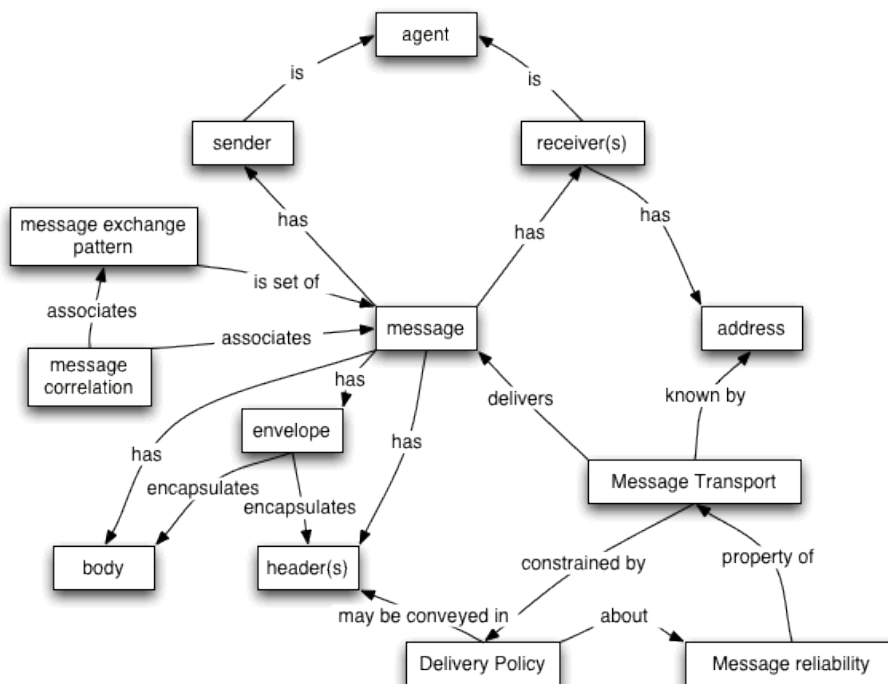 agent
is
is
sender
receiver(s)
has
has
has
message exchange
pattern
is set of
associates
associates
message
address
message
correlation
has
delivers
known by
envelope
has
has
encapsulates
Message Transport
encapsulates
body
header(s)
constrained by
property of
may be conveyed in
about
Delivery Policy
Message reliability